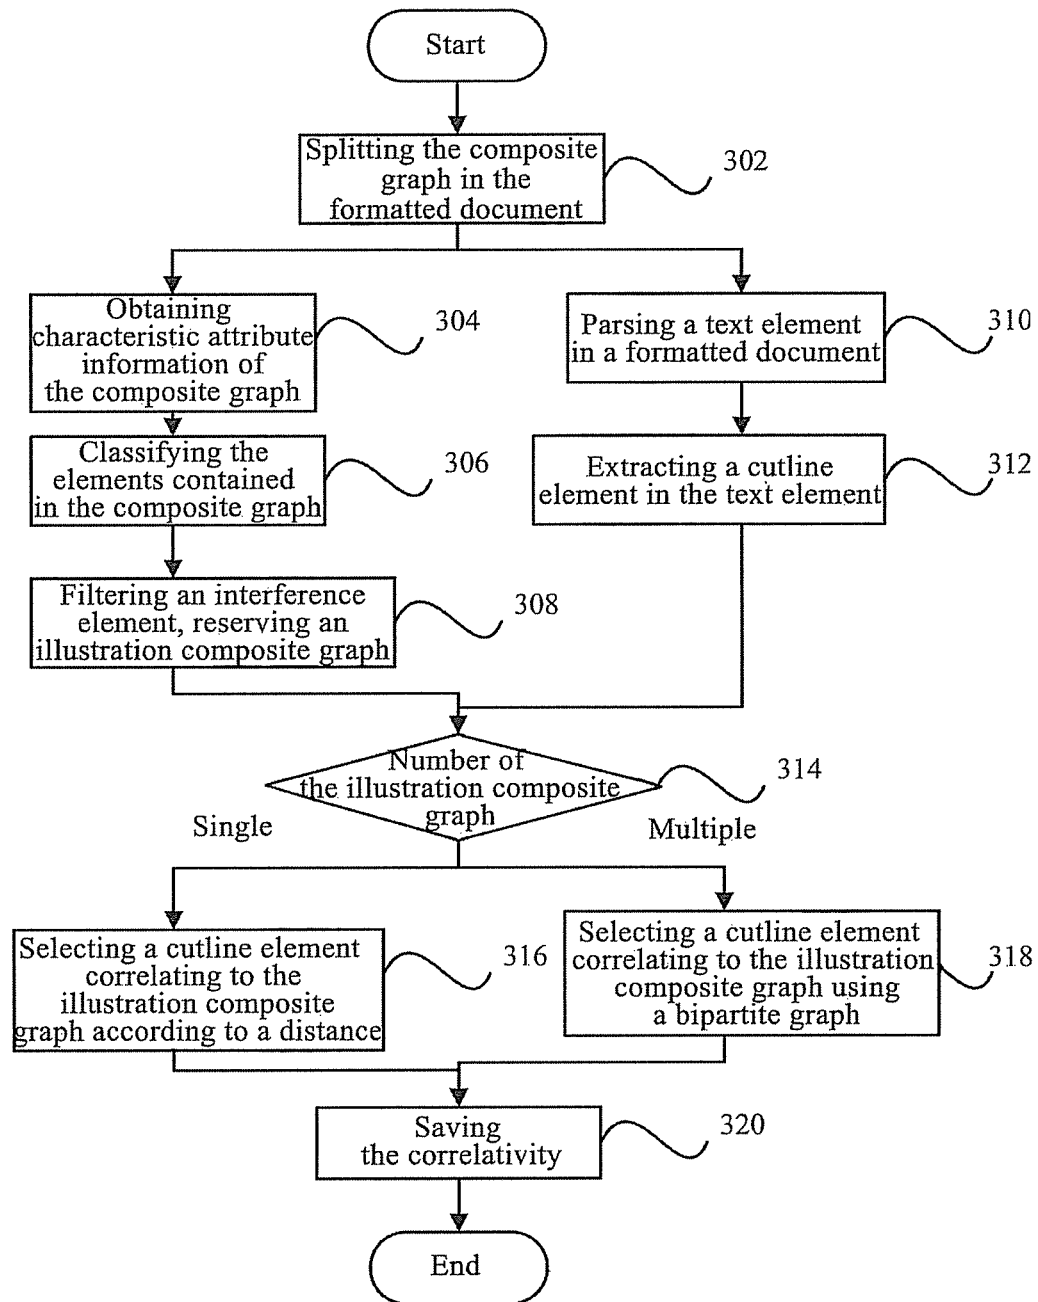 Start
Splitting the composite
graph in the
formatted document
302
Obtaining
characteristic attribute
information of
the composite graph
304
Parsing a text element
in a formatted document
310
Classifying the
elements contained
in the composite graph
306
Extracting a cutline
element in the text element
312
Filtering an interference
element, reserving an
illustration composite graph
308
Number of
the illustration composite
graph
314
Single
Multiple
Selecting a cutline element
correlating to the
illustration composite
graph according to a distance
316
Selecting a cutline element
correlating to the illustration
composite graph using
a bipartite graph
318
Saving
the correlativity
320
End